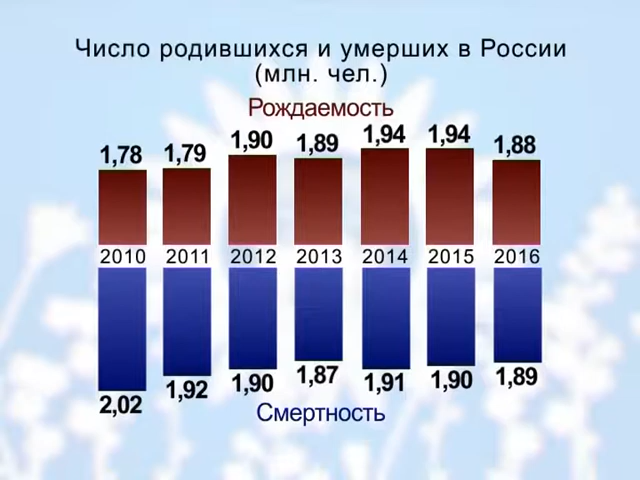 Число родившихся и умерших в России
(млн. чел.)
Рождаемость
1,78 1,79 1,90 1,89 1,94 1,94 1,88
2010 2011 2012 2013 2014 2015 2016
2,02 1,92 1,90 1,87 1,91 1,90 1,89
Смертность